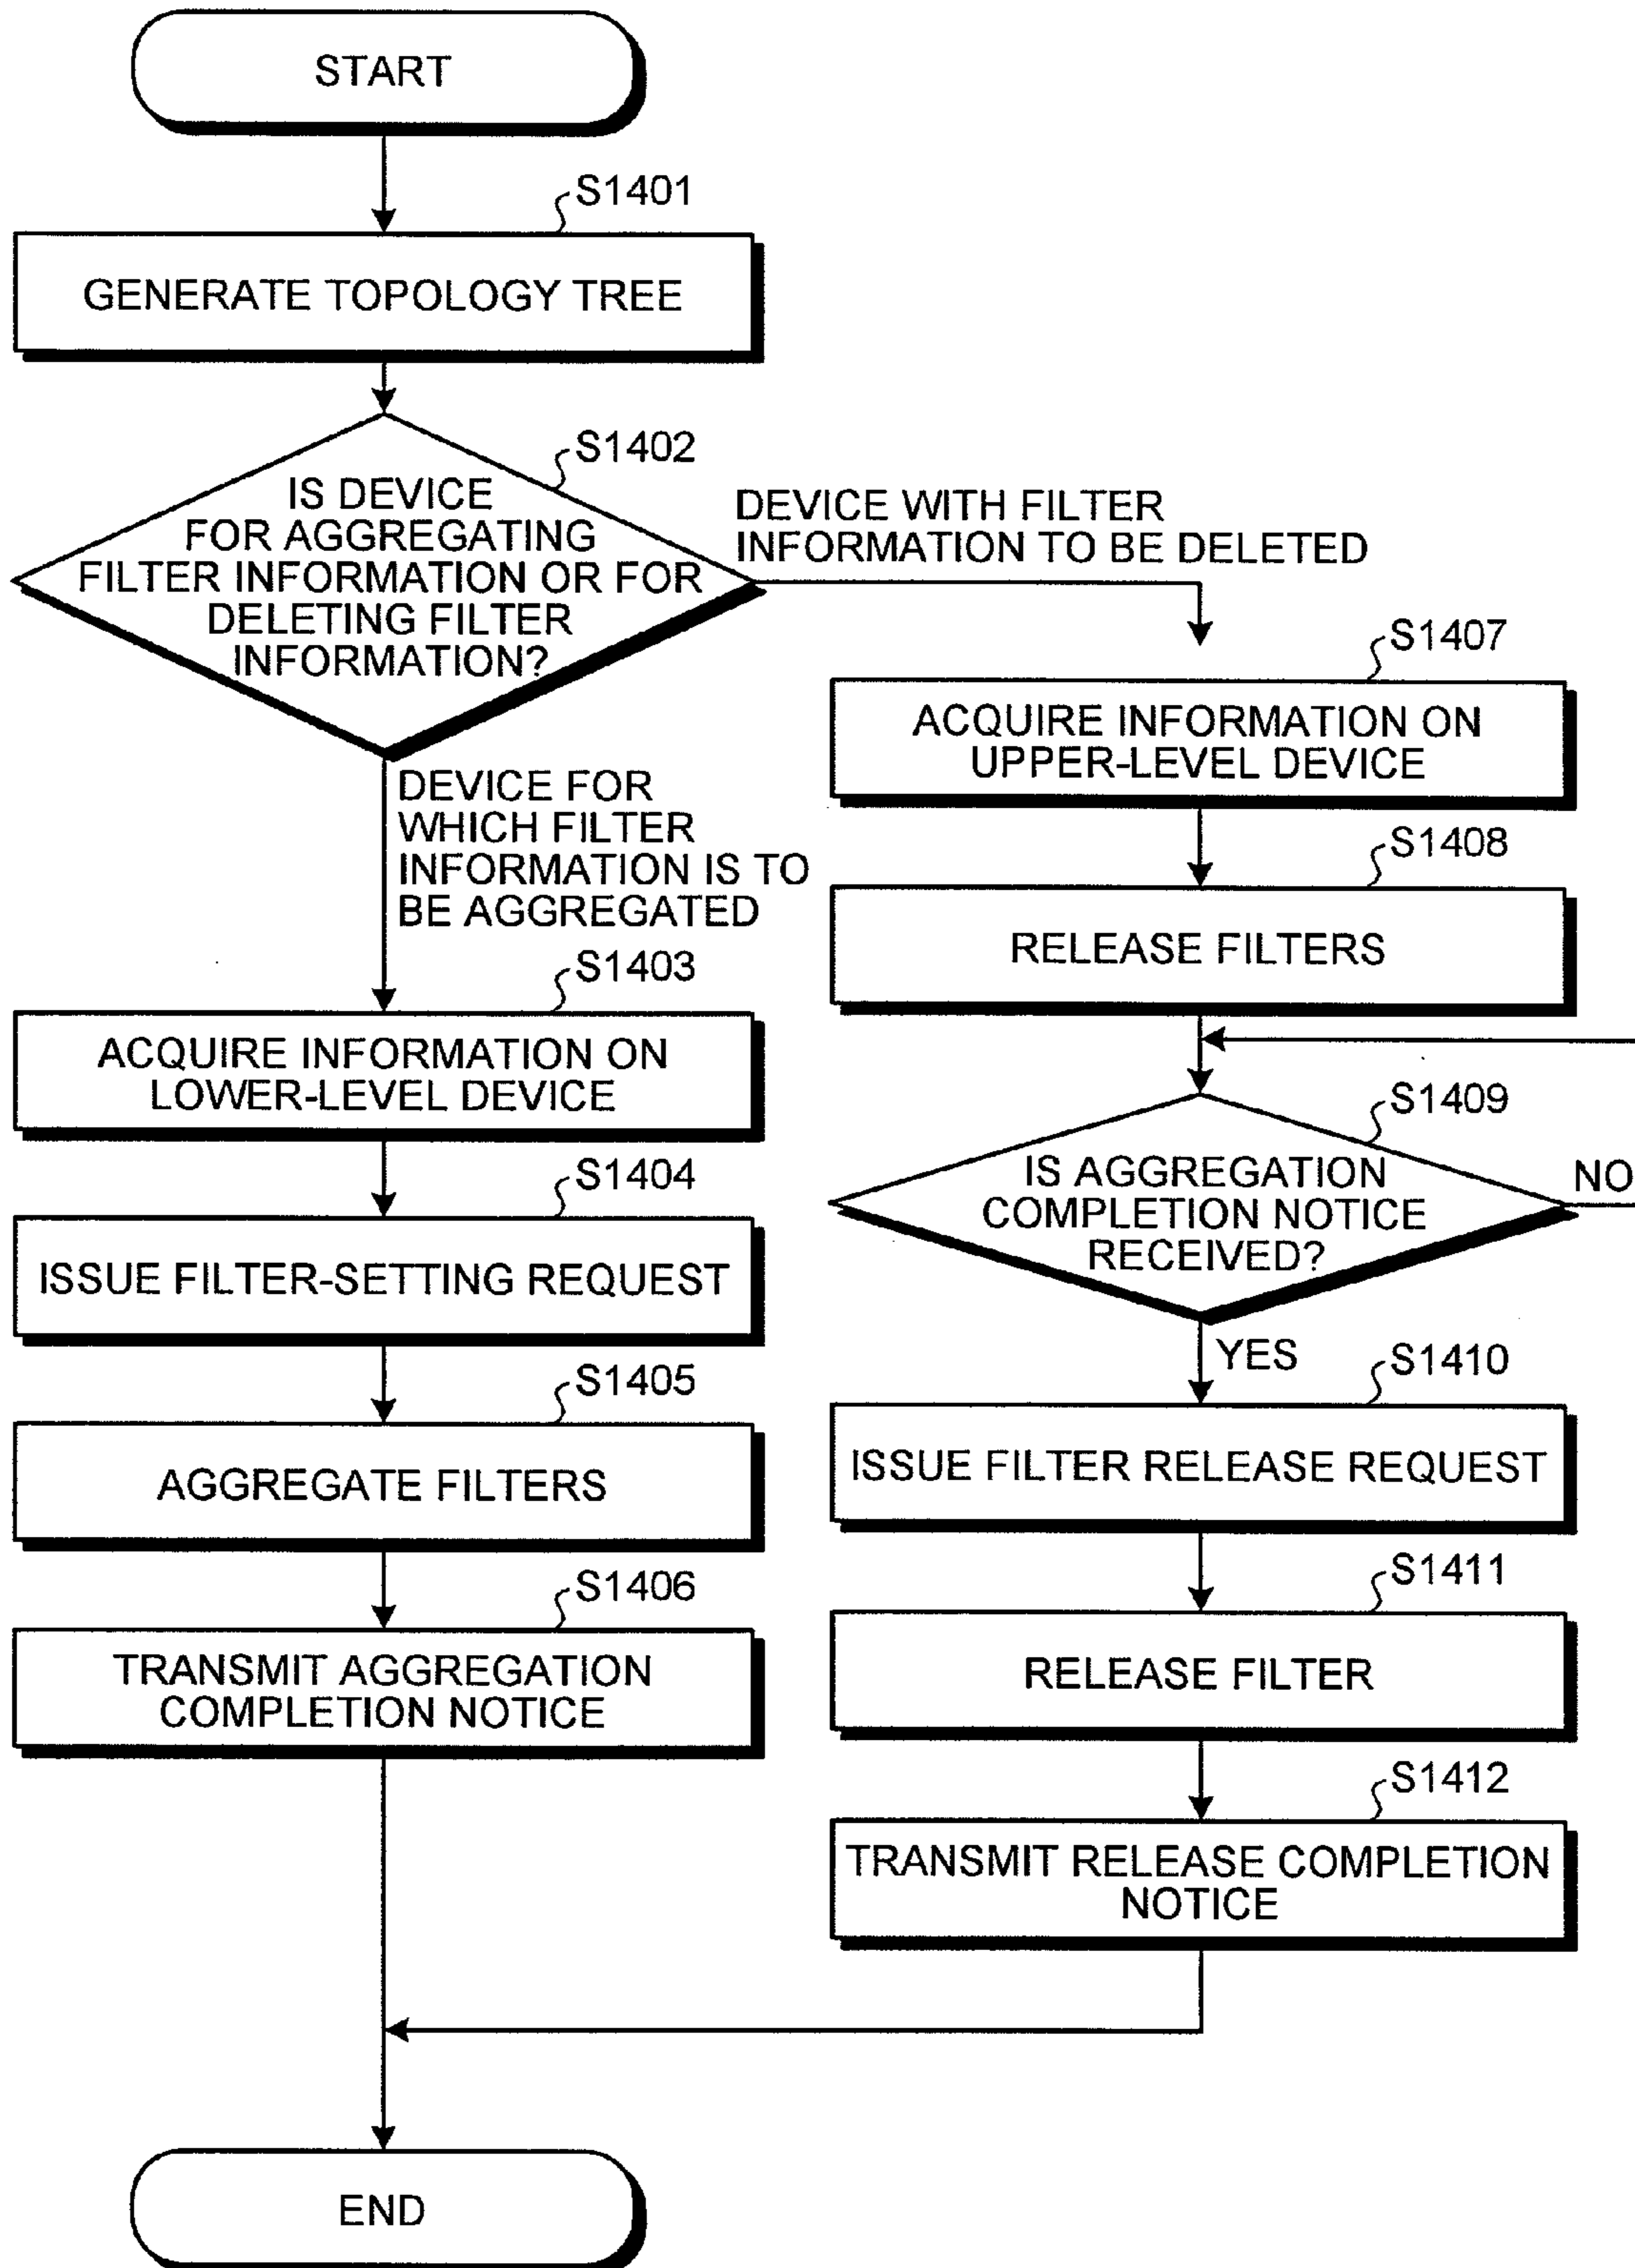 START
S1401
GENERATE TOPOLOGY TREE
S1402
IS DEVICE
FOR AGGREGATING
FILTER INFORMATION OR FOR
DELETING FILTER
INFORMATION?
DEVICE WITH FILTER
INFORMATION TO BE DELETED
DEVICE FOR
WHICH FILTER
INFORMATION IS TO
BE AGGREGATED
S1403
ACQUIRE INFORMATION ON
LOWER-LEVEL DEVICE
S1404
ISSUE FILTER-SETTING REQUEST
S1405
AGGREGATE FILTERS
S1406
TRANSMIT AGGREGATION
COMPLETION NOTICE
S1407
ACQUIRE INFORMATION ON
UPPER-LEVEL DEVICE
S1408
RELEASE FILTERS
S1409
IS AGGREGATION
COMPLETION NOTICE
RECEIVED?
NO
YES
S1410
ISSUE FILTER RELEASE REQUEST
S1411
RELEASE FILTER
S1412
TRANSMIT RELEASE COMPLETION
NOTICE
END